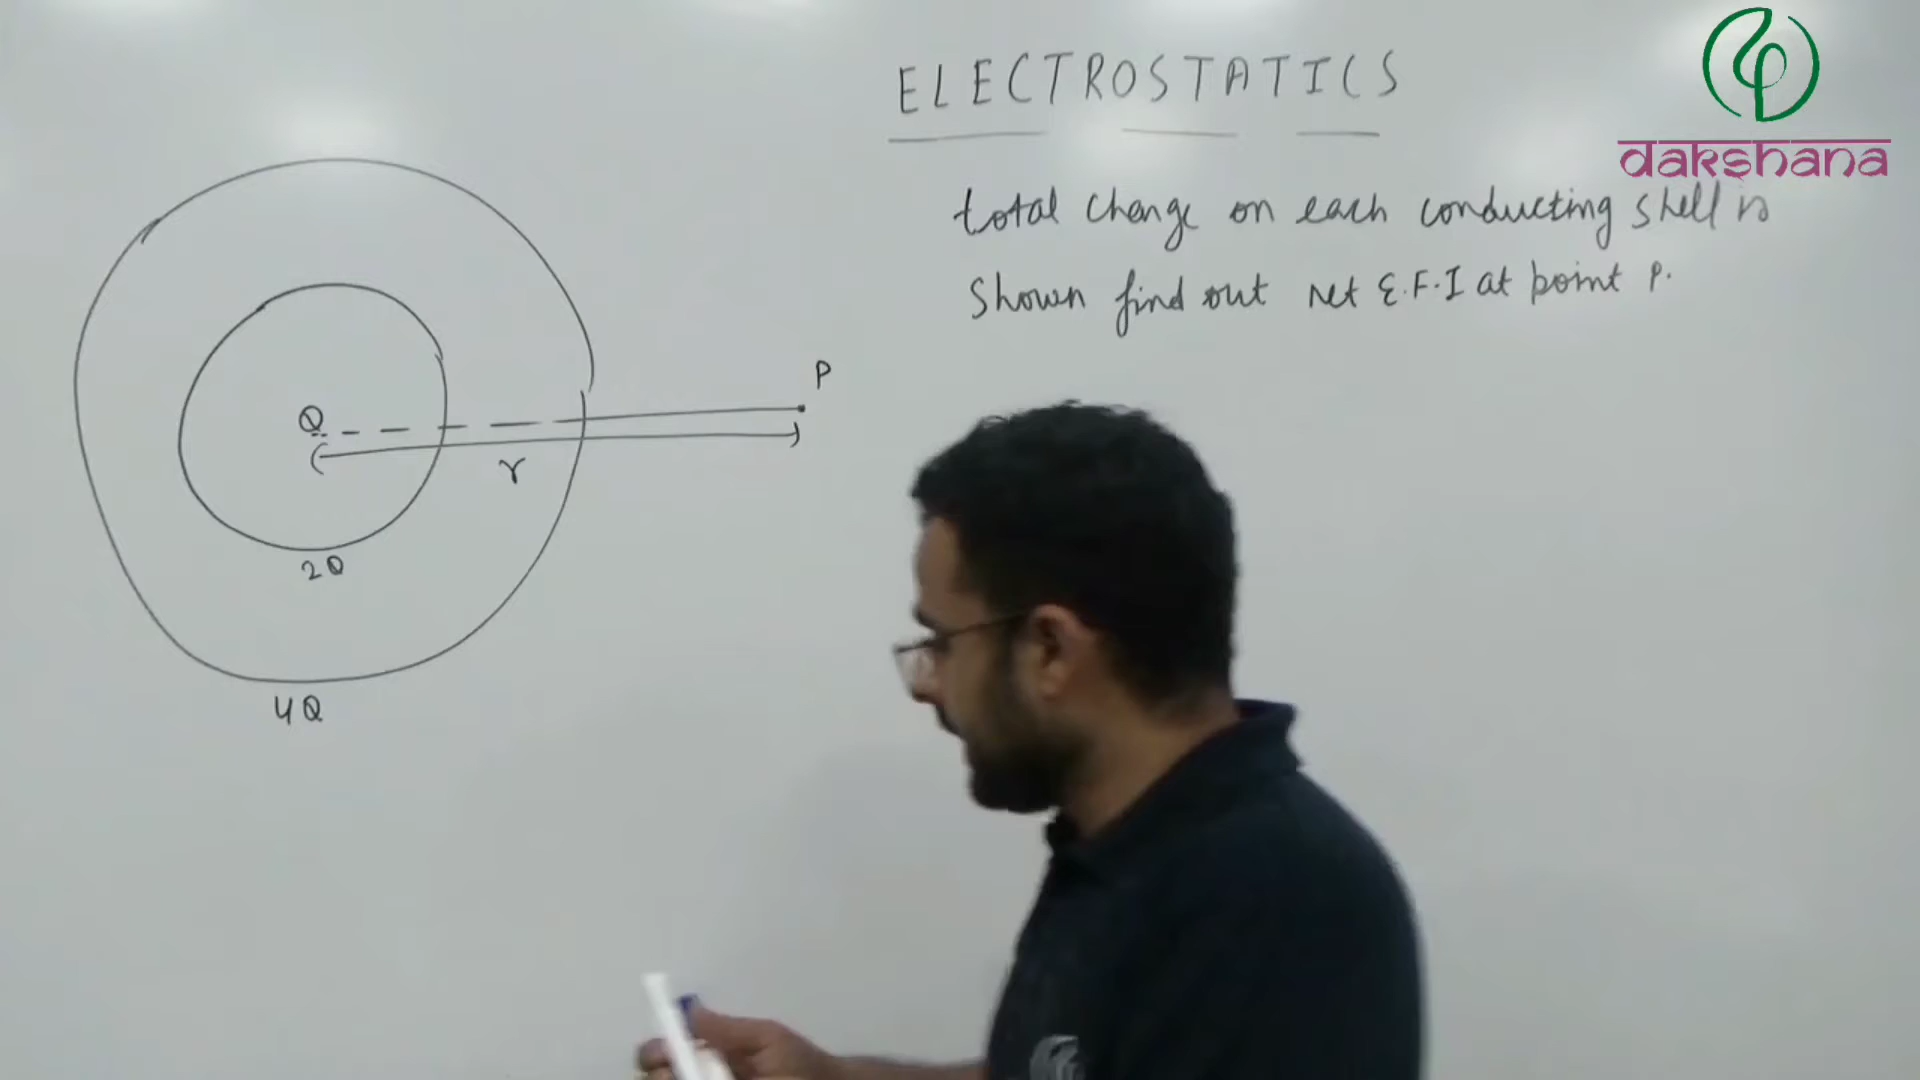 ELECTROSTATICS
dakshana
total charge on each conducting shell is
shown find out net E.F.I at point P.
P
Q
r
2Q
4Q